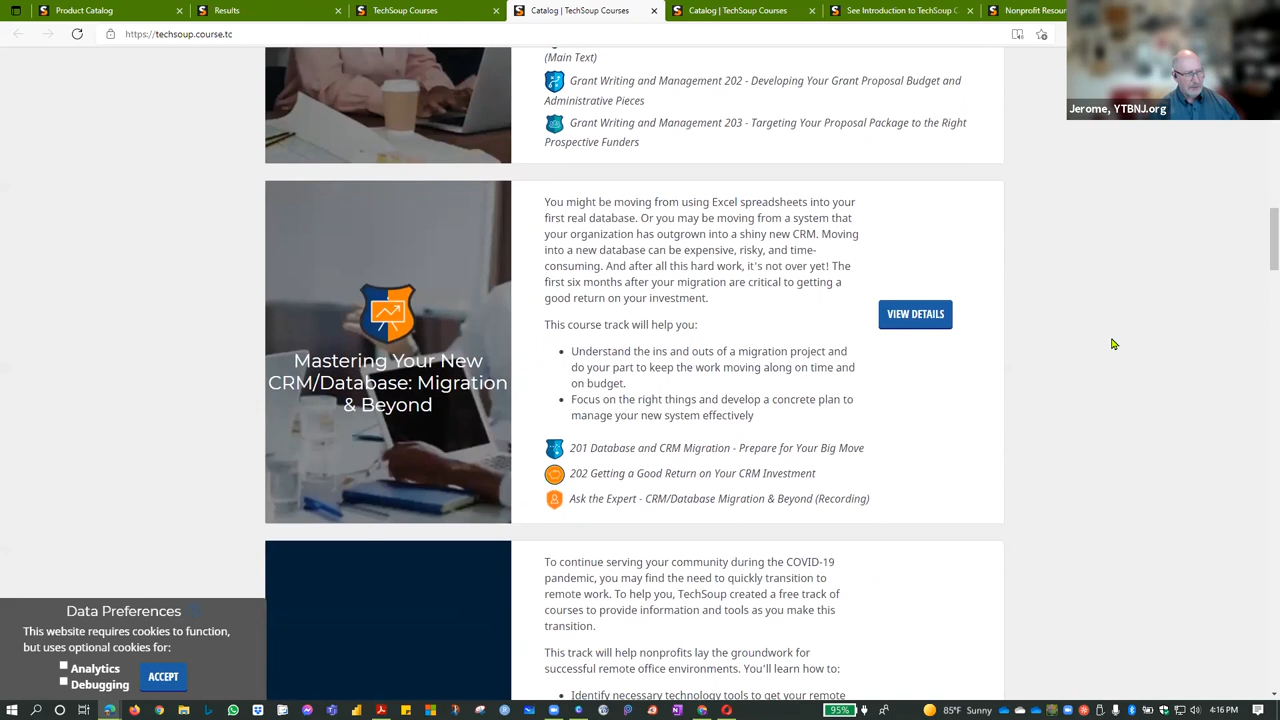 Product Catalog
Results
TechSoup Courses
Catalog | TechSoup Courses
Catalog | TechSoup Courses
See Introduction to TechSoup C
Nonprofit Resour
https://techsoup.course.tc
Jerome, YTBNJ.org
(Main Text)
Grant Writing and Management 202 - Developing Your Grant Proposal Budget and
Administrative Pieces
Grant Writing and Management 203 - Targeting Your Proposal Package to the Right
Prospective Funders
Mastering Your New
CRM/Database: Migration
& Beyond
You might be moving from using Excel spreadsheets into your
first real database. Or you may be moving from a system that
your organization has outgrown into a shiny new CRM. Moving
into a new database can be expensive, risky, and time-
consuming. And after all this hard work, it's not over yet! The
first six months after your migration are critical to getting a
good return on your investment.
This course track will help you:
• Understand the ins and outs of a migration project and
do your part to keep the work moving along on time and
on budget.
• Focus on the right things and develop a concrete plan to
manage your new system effectively
VIEW DETAILS
201 Database and CRM Migration - Prepare for Your Big Move
202 Getting a Good Return on Your CRM Investment
Ask the Expert - CRM/Database Migration & Beyond (Recording)
To continue serving your community during the COVID-19
pandemic, you may find the need to quickly transition to
remote work. To help you, TechSoup created a free track of
courses to provide information and tools as you make this
transition.
This track will help nonprofits lay the groundwork for
successful remote office environments. You'll learn how to:
• Identify necessary technology tools to get your remote
Data Preferences
This website requires cookies to function,
but uses optional cookies for:
Analytics
Debugging
ACCEPT
95%
85°F Sunny
4:16 PM